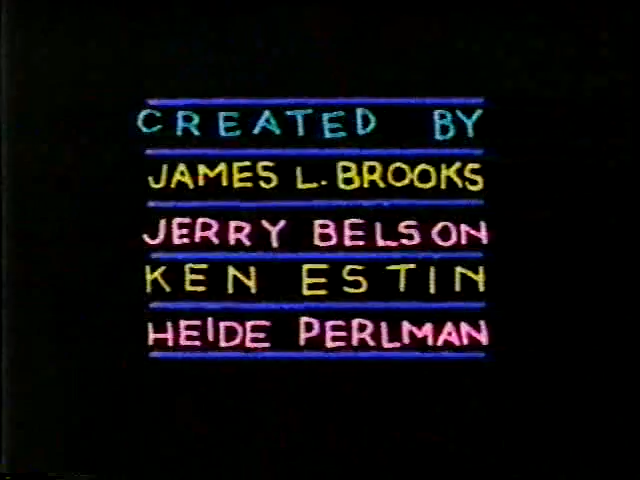 CREATED BY
JAMES L. BROOKS
JERRY BELSON
KEN ESTIN
HEIDE PERLMAN